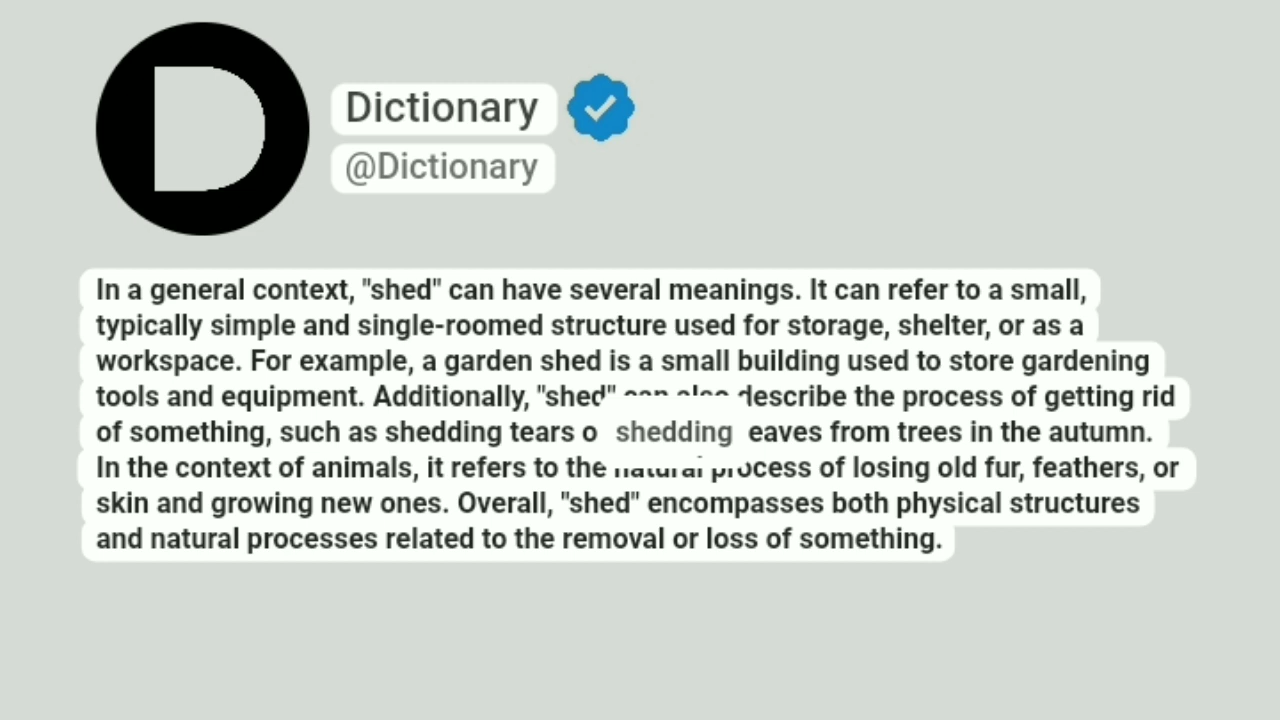 D
Dictionary
@Dictionary
In a general context, "shed" can have several meanings. It can refer to a small,
typically simple and single-roomed structure used for storage, shelter, or as a
workspace. For example, a garden shed is a small building used to store gardening
tools and equipment. Additionally, "shed" can also describe the process of getting rid
of something, such as shedding tears o shedding eaves from trees in the autumn.
In the context of animals, it refers to the natural process of losing old fur, feathers, or
skin and growing new ones. Overall, "shed" encompasses both physical structures
and natural processes related to the removal or loss of something.